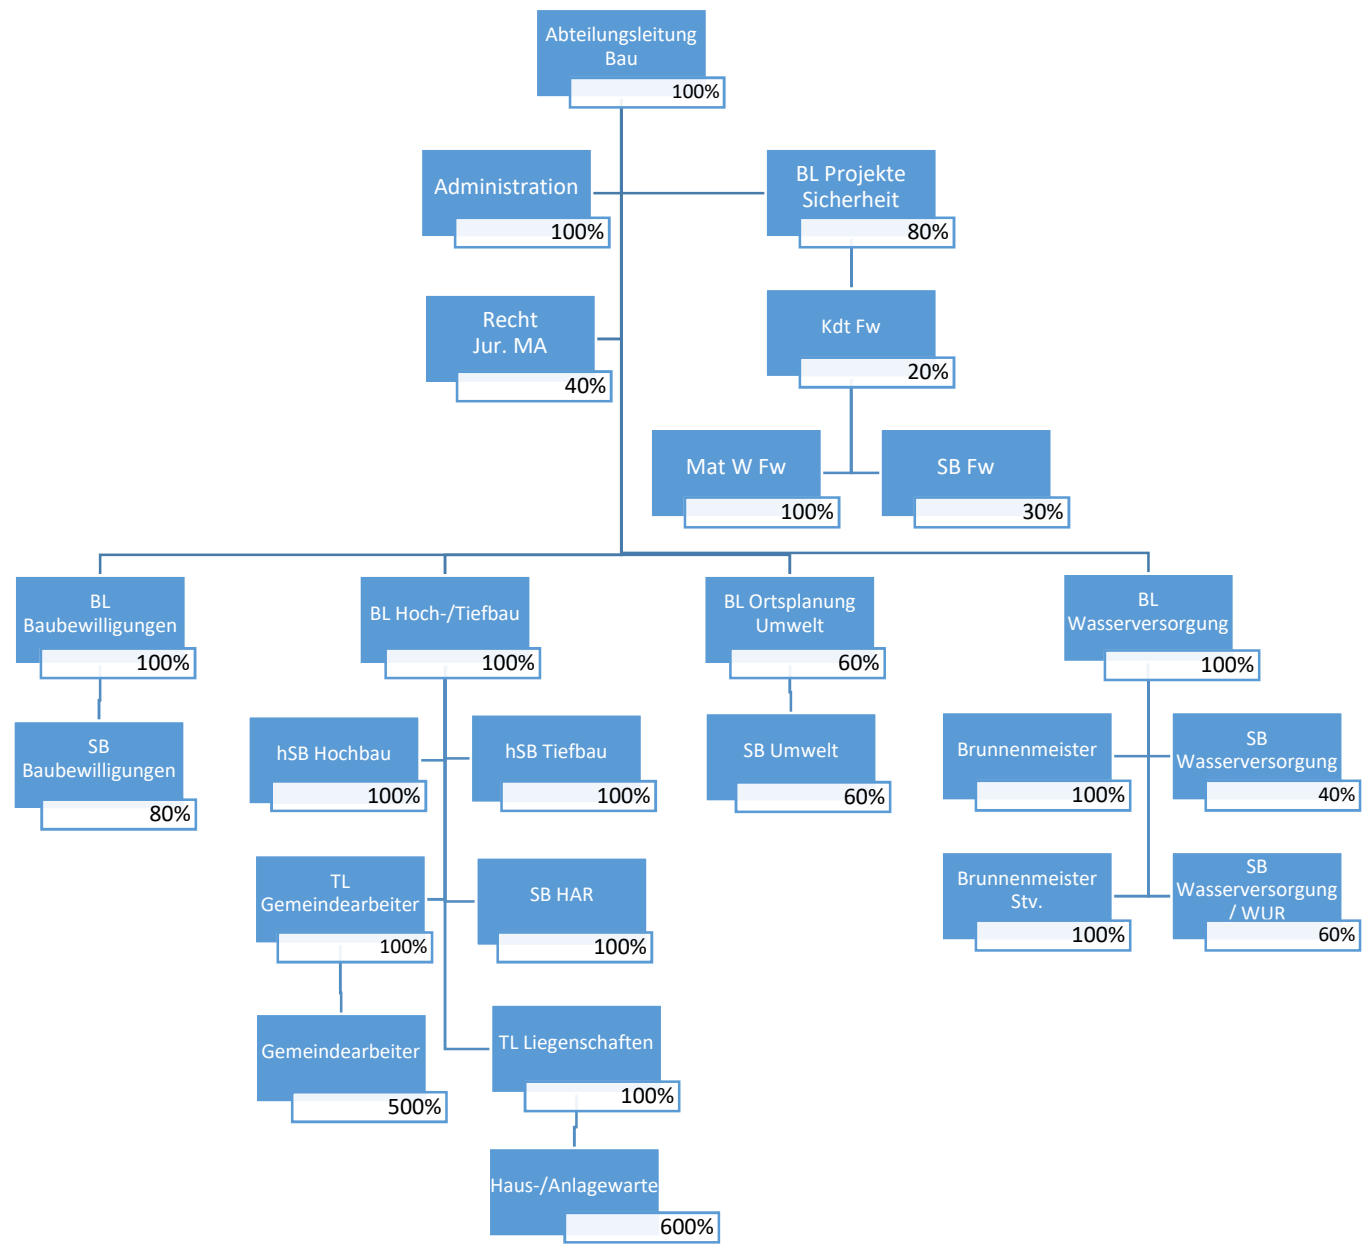 Abteilungsleitung
Bau
100%
Administration
100%
BL Projekte
Sicherheit
80%
Recht
Jur. MA
40%
Kdt Fw
20%
Mat W Fw
100%
SB Fw
30%
BL
Baubewilligungen
100%
BL Hoch-/Tiefbau
100%
BL Ortsplanung
Umwelt
60%
BL
Wasserversorgung
100%
SB
Baubewilligungen
80%
hSB Hochbau
100%
hSB Tiefbau
100%
SB Umwelt
60%
Brunnenmeister
100%
SB
Wasserversorgung
40%
TL
Gemeindearbeiter
100%
SB HAR
100%
Brunnenmeister
Stv.
100%
SB
Wasserversorgung
/ WUR
60%
Gemeindearbeiter
500%
TL Liegenschaften
100%
Haus-/Anlagewarte
600%